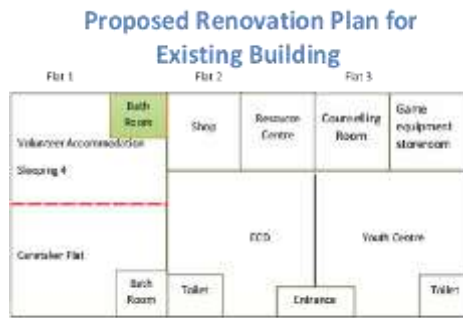 Proposed Renovation Plan for
Existing Building
Flat 1
Flat 2
Flat 3
Bath
Room
Shop
Resource
Centre
Counselling
Room
Game
equipment
storeroom
Volunteer Accommodation
Sleeping 4
ECD
Youth Centre
Caretaker Flat
Bath
Room
Toilet
Entrance
Toilet